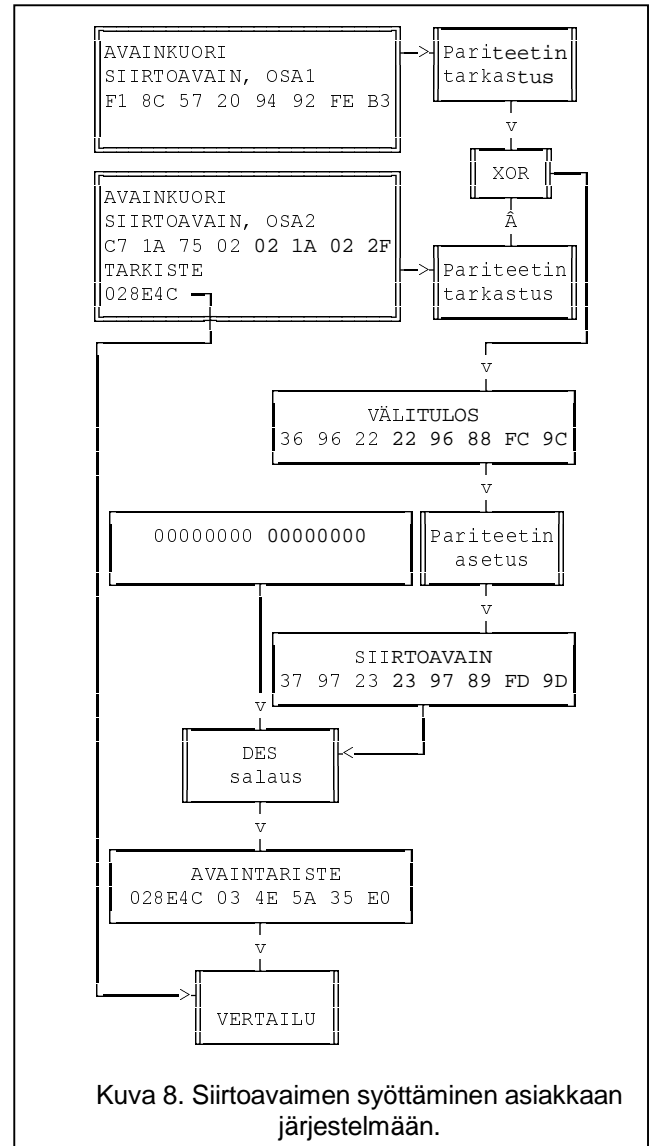 AVAINKUORI
SIIRTOAVAIN, OSA1
F1 8C 57 20 94 92 FE B3
Pariteetin
tarkastus
v
XOR
Â
AVAINKUORI
SIIRTOAVAIN, OSA2
C7 1A 75 02 02 1A 02 2F
TARKISTE
028E4C
Pariteetin
tarkastus
v
VÄLITULOS
36 96 22 22 96 88 FC 9C
v
00000000 00000000
Pariteetin
asetus
v
SIIRTOAVAIN
37 97 23 23 97 89 FD 9D
v
DES
salaus
v
AVAINTARISTE
028E4C 03 4E 5A 35 E0
v
VERTAILU
Kuva 8. Siirtoavaimen syöttäminen asiakkaan
järjestelmään.